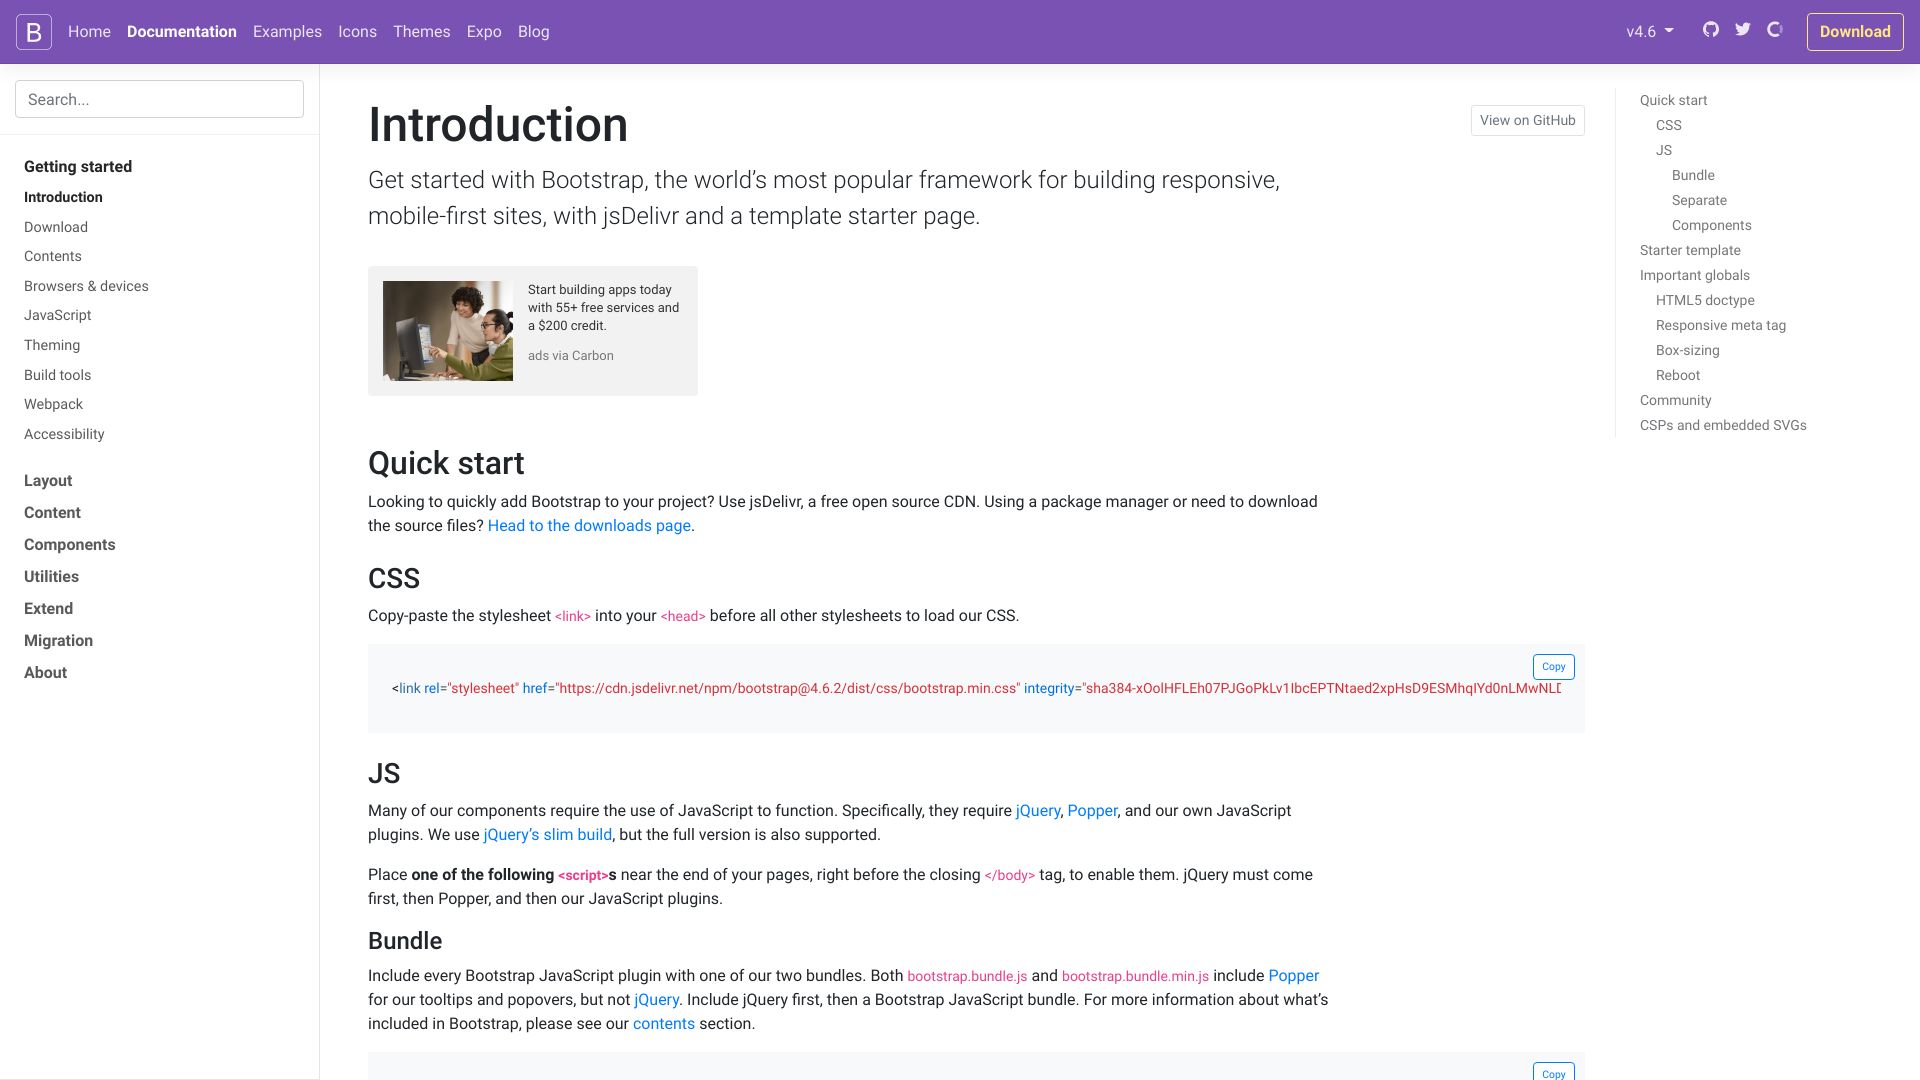 B Home Documentation Examples Icons Themes Expo Blog v4.6 Download
Search...
Getting started
Introduction
Download
Contents
Browsers & devices
JavaScript
Theming
Build tools
Webpack
Accessibility
Layout
Content
Components
Utilities
Extend
Migration
About
Introduction
View on GitHub
Get started with Bootstrap, the world’s most popular framework for building responsive,
mobile-first sites, with jsDelivr and a template starter page.
Start building apps today
with 55+ free services and
a $200 credit.
ads via Carbon
Quick start
Looking to quickly add Bootstrap to your project? Use jsDelivr, a free open source CDN. Using a package manager or need to download
the source files? Head to the downloads page.
CSS
Copy-paste the stylesheet <link> into your <head> before all other stylesheets to load our CSS.
Copy
<link rel="stylesheet" href="https://cdn.jsdelivr.net/npm/bootstrap@4.6.2/dist/css/bootstrap.min.css" integrity="sha384-xOolHFLEh07PJGoPkLv1IbcEPTNtaed2xpHsD9ESMhqIYd0nLMwNLD
JS
Many of our components require the use of JavaScript to function. Specifically, they require jQuery, Popper, and our own JavaScript
plugins. We use jQuery’s slim build, but the full version is also supported.
Place one of the following <script>s near the end of your pages, right before the closing </body> tag, to enable them. jQuery must come
first, then Popper, and then our JavaScript plugins.
Bundle
Include every Bootstrap JavaScript plugin with one of our two bundles. Both bootstrap.bundle.js and bootstrap.bundle.min.js include Popper
for our tooltips and popovers, but not jQuery. Include jQuery first, then a Bootstrap JavaScript bundle. For more information about what’s
included in Bootstrap, please see our contents section.
Copy
Quick start
CSS
JS
Bundle
Separate
Components
Starter template
Important globals
HTML5 doctype
Responsive meta tag
Box-sizing
Reboot
Community
CSPs and embedded SVGs